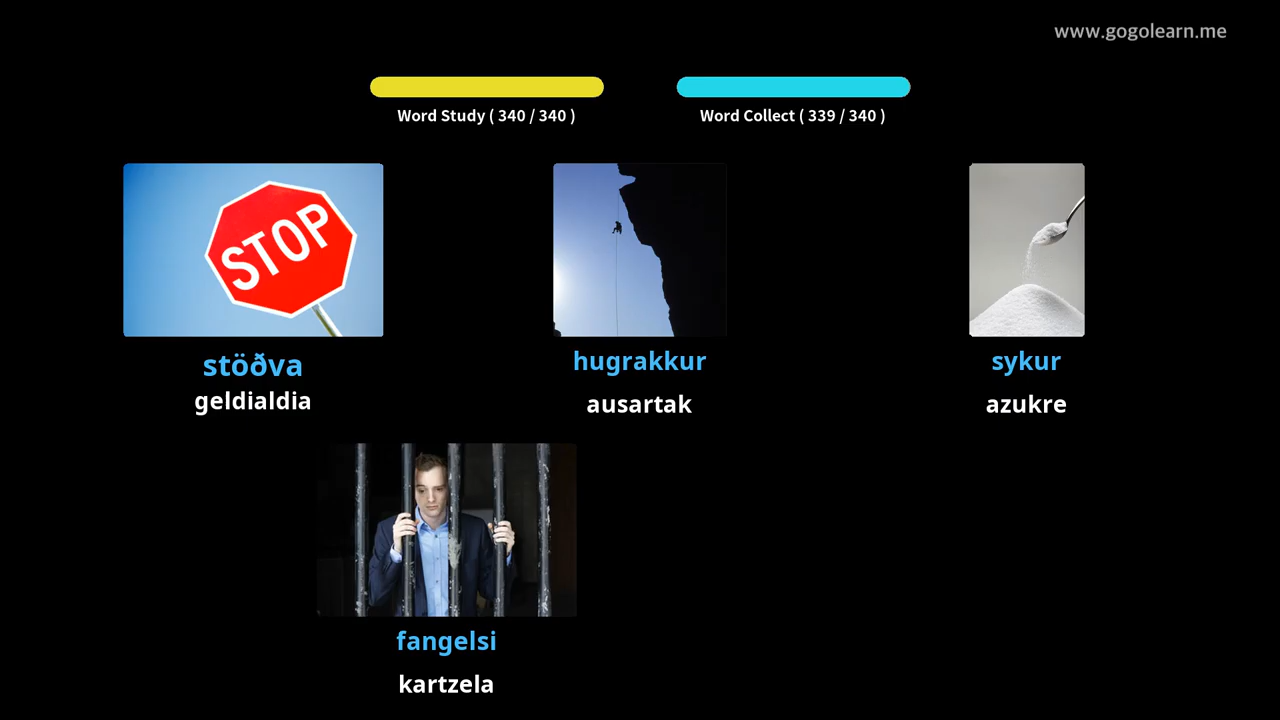 www.gogolearn.me
Word Study ( 340 / 340 )
Word Collect ( 339 / 340 )
STOP
stöðva
geldialdia
hugrakkur
ausartak
sykur
azukre
fangelsi
kartzela